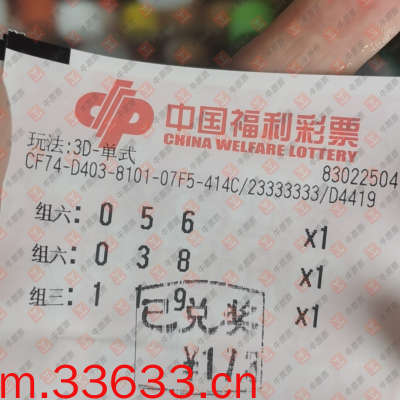 中国福利彩票
CHINA WELFARE LOTTERY
玩法:3D-单式
83022504
CF74-D403-8101-07F5-414C/23333333/D4419
组六: 0 5 6 x1
组六: 0 3 8 x1
组三: 1 1 9 x1
已兑奖
m.33633.cn